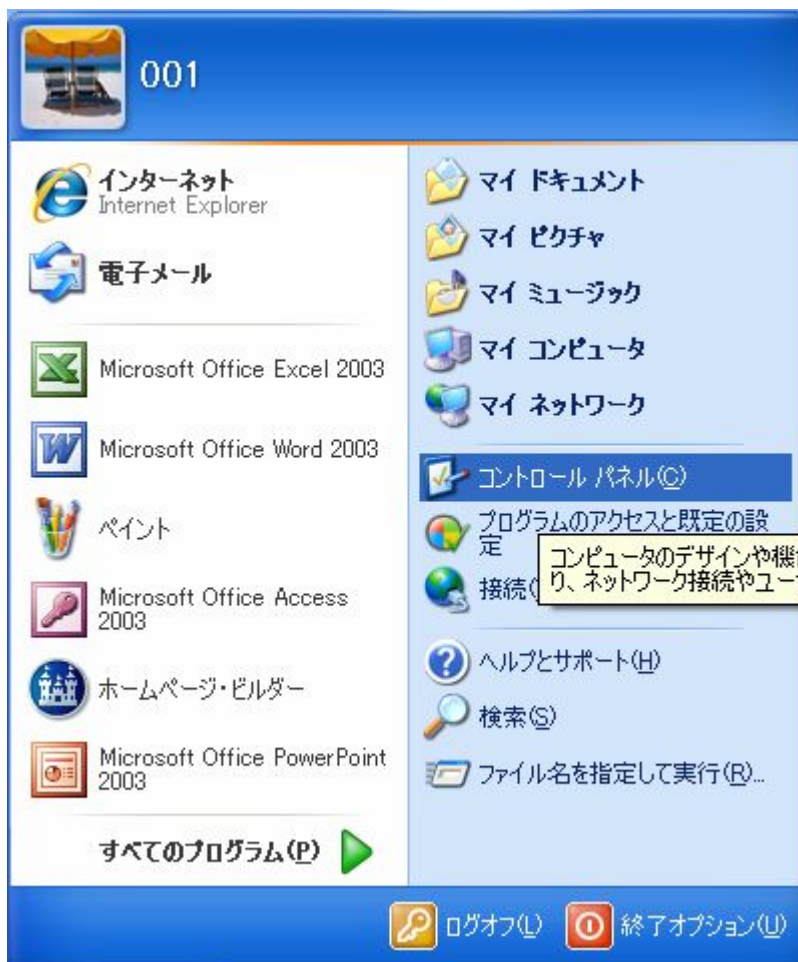 001
インターネット
Internet Explorer
電子メール
Microsoft Office Excel 2003
Microsoft Office Word 2003
ペイント
Microsoft Office Access
2003
ホームページ・ビルダー
Microsoft Office PowerPoint
2003
すべてのプログラム(P)
マイ ドキュメント
マイ ピクチャ
マイ ミュージック
マイ コンピュータ
マイ ネットワーク
コントロール パネル(C)
プログラムのアクセスと既定の設
定
コンピュータのデザインや機
接続(
り、ネットワーク接続やユー
ヘルプとサポート(H)
検索(S)
ファイル名を指定して実行(R)...
ログオフ(L)
終了オプション(U)